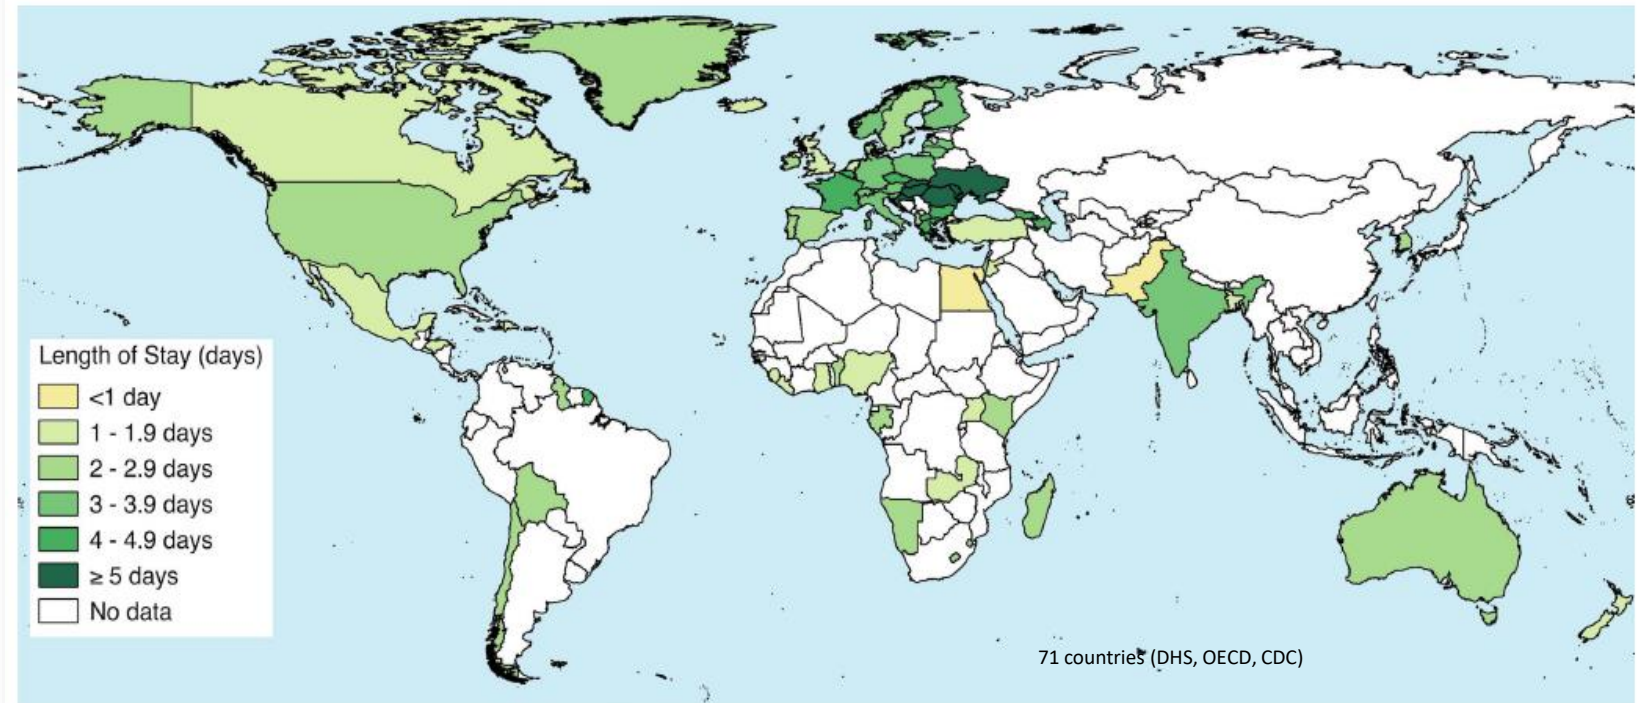 Length of Stay (days)
<1 day
1 - 1.9 days
2 - 2.9 days
3 - 3.9 days
4 - 4.9 days
≥ 5 days
No data
71 countries (DHS, OECD, CDC)